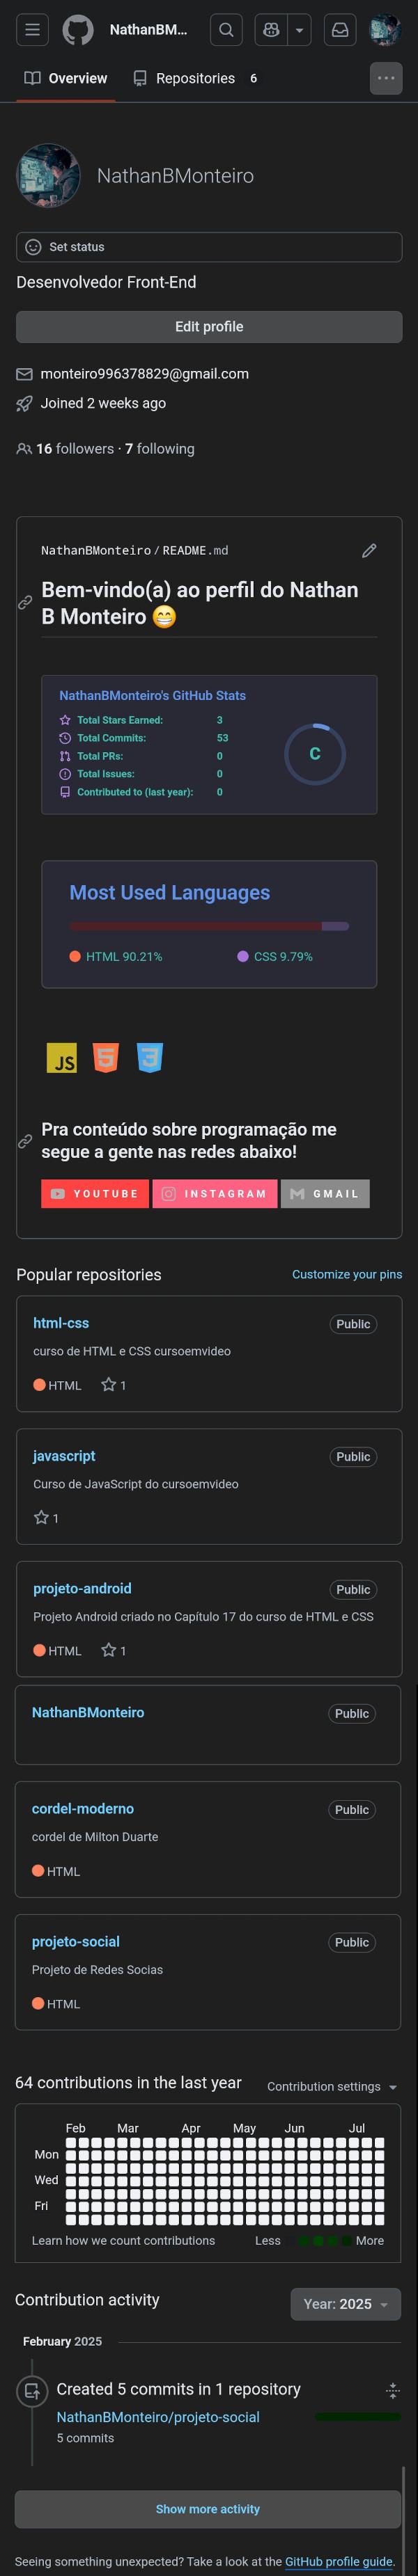 NathanBM...
Overview
Repositories 6
NathanBMonteiro
Set status
Desenvolvedor Front-End
Edit profile
monteiro996378829@gmail.com
Joined 2 weeks ago
16 followers · 7 following
NathanBMonteiro / README.md
Bem-vindo(a) ao perfil do Nathan
B Monteiro 😁
NathanBMonteiro's GitHub Stats
Total Stars Earned: 3
Total Commits: 53
Total PRs: 0
Total Issues: 0
Contributed to (last year): 0
C
Most Used Languages
HTML 90.21%
CSS 9.79%
JS 5 3
Pra conteúdo sobre programação me
segue a gente nas redes abaixo!
YOUTUBE INSTAGRAM GMAIL
Popular repositories
Customize your pins
html-css Public
curso de HTML e CSS cursoemvideo
HTML 1
javascript Public
Curso de JavaScript do cursoemvideo
1
projeto-android Public
Projeto Android criado no Capítulo 17 do curso de HTML e CSS
HTML 1
NathanBMonteiro Public
cordel-moderno Public
cordel de Milton Duarte
HTML
projeto-social Public
Projeto de Redes Socias
HTML
64 contributions in the last year
Contribution settings
Feb Mar Apr May Jun Jul
Mon
Wed
Fri
Learn how we count contributions
Less More
Contribution activity
Year: 2025
February 2025
Created 5 commits in 1 repository
NathanBMonteiro/projeto-social
5 commits
Show more activity
Seeing something unexpected? Take a look at the GitHub profile guide.